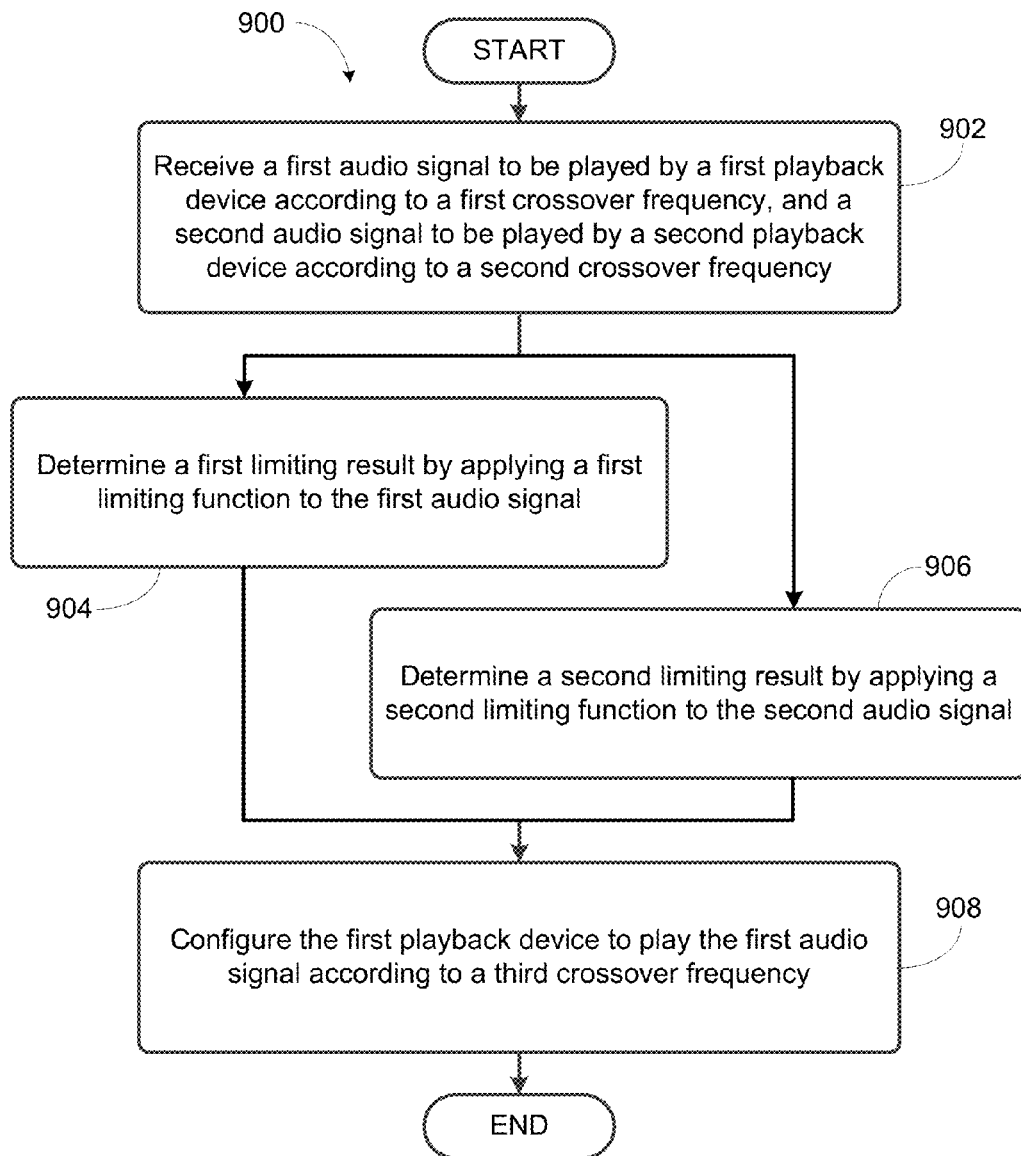 900
START
902
Receive a first audio signal to be played by a first playback
device according to a first crossover frequency, and a
second audio signal to be played by a second playback
device according to a second crossover frequency
Determine a first limiting result by applying a first
limiting function to the first audio signal
904
906
Determine a second limiting result by applying a
second limiting function to the second audio signal
908
Configure the first playback device to play the first audio
signal according to a third crossover frequency
END